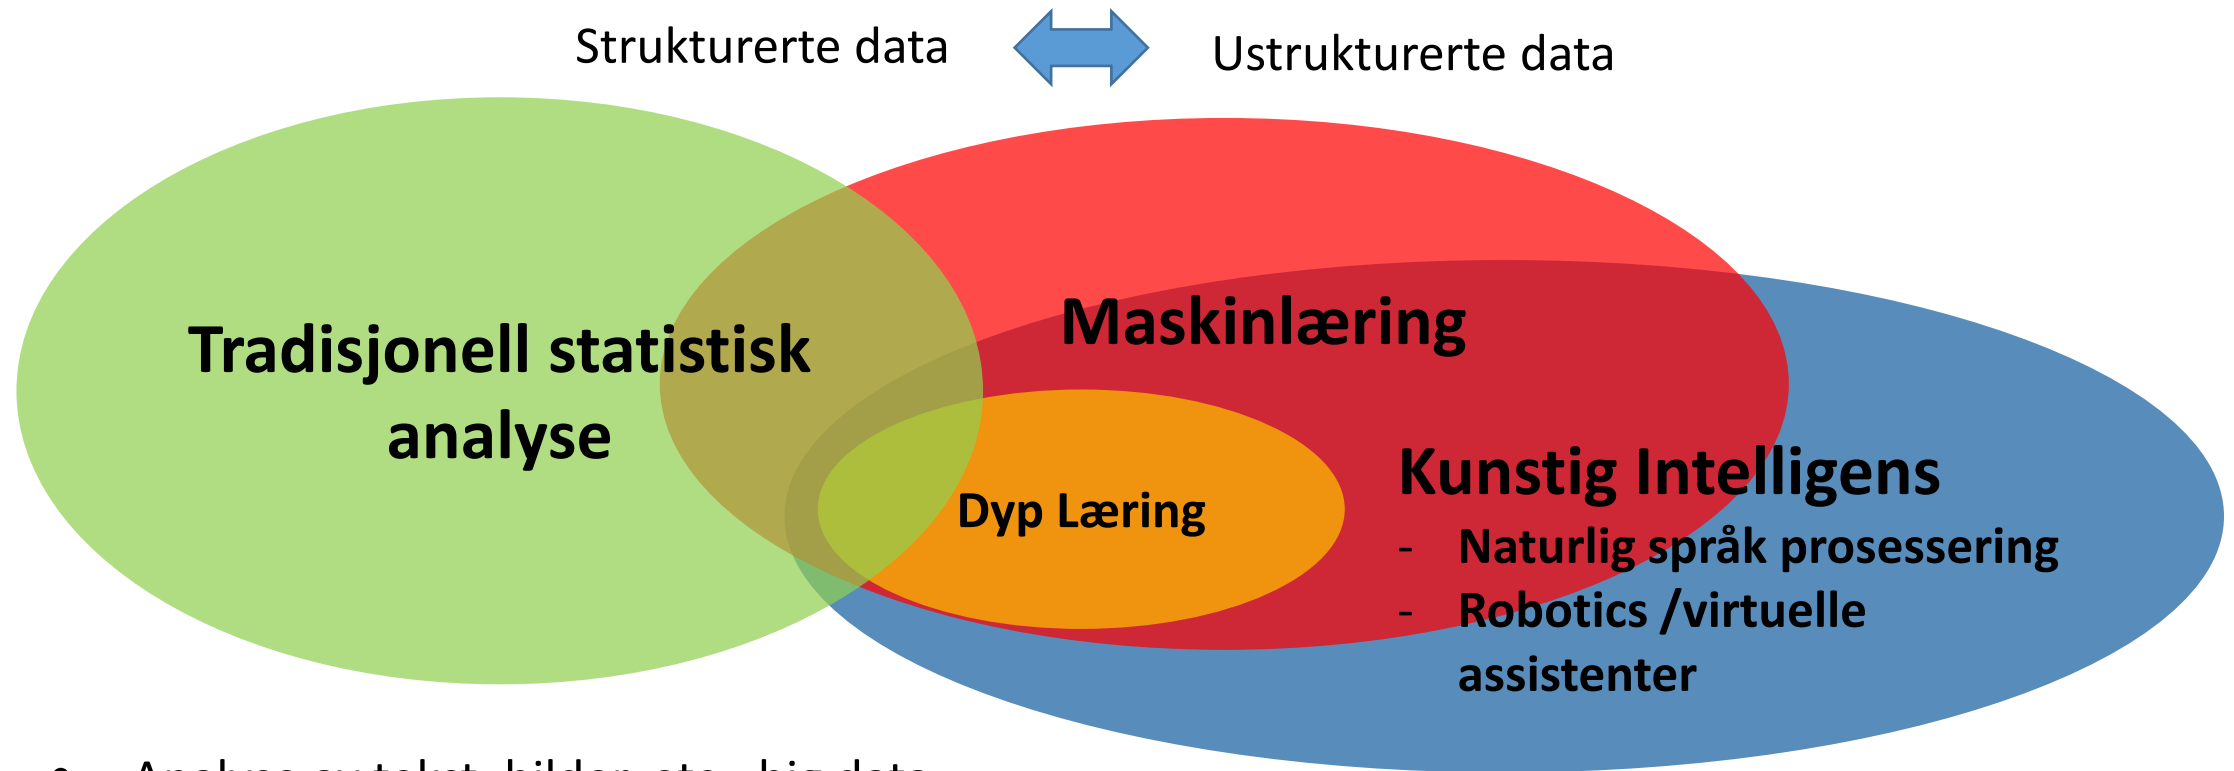 Strukturerte data
Ustrukturerte data
Tradisjonell statistisk
analyse
Maskinlæring
Dyp Læring
Kunstig Intelligens
- Naturlig språk prosessering
- Robotics /virtuelle
assistenter